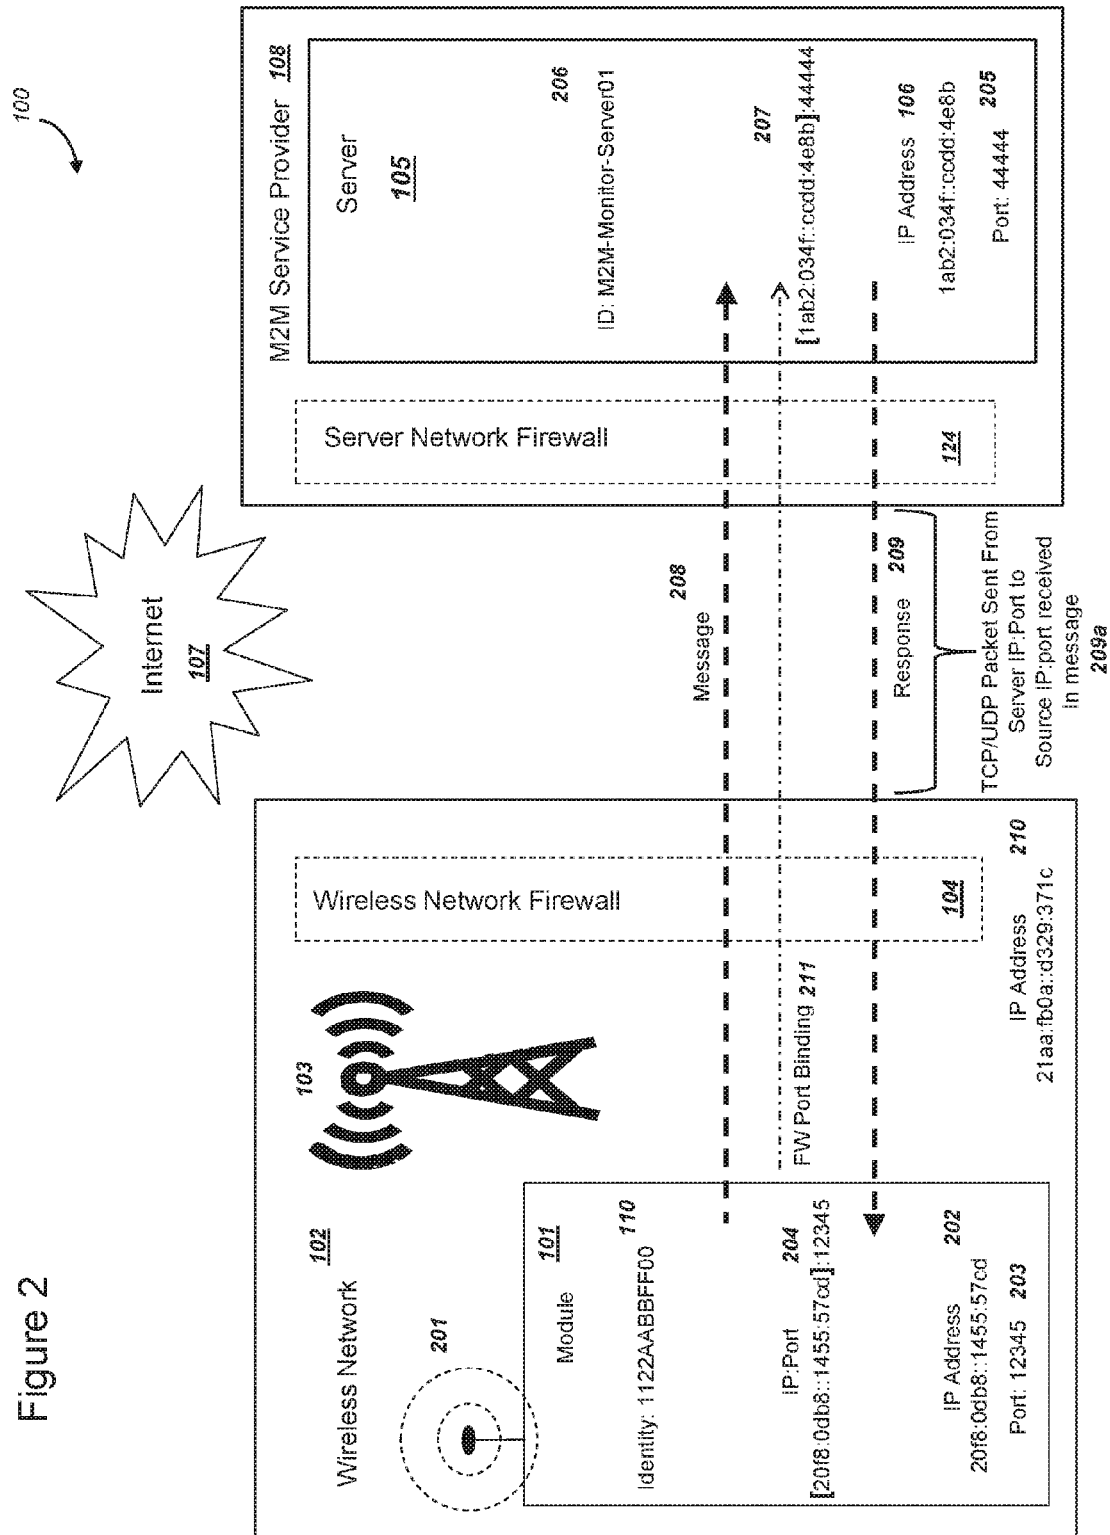 Figure 2
100
Wireless Network
102
103
201
Module
101
Identity: 1122AABBFF00
110
IP:Port
204
[20f8:0db8::1455:57cd]:12345
IP Address
202
20f8:0db8::1455:57cd
Port: 12345 203
FW Port Binding 211
Wireless Network Firewall
104
IP Address
210
21aa:fb0a::d329:371c
Internet
107
208
Message
Response
209
TCP/UDP Packet Sent From
Server IP:Port to
Source IP:port received
in message
209a
M2M Service Provider 108
Server Network Firewall
124
Server
105
206
ID: M2M-Monitor-Server01
207
[1ab2:034f::ccdd:4e8b]:44444
IP Address 106
1ab2:034f::ccdd:4e8b
205
Port: 44444